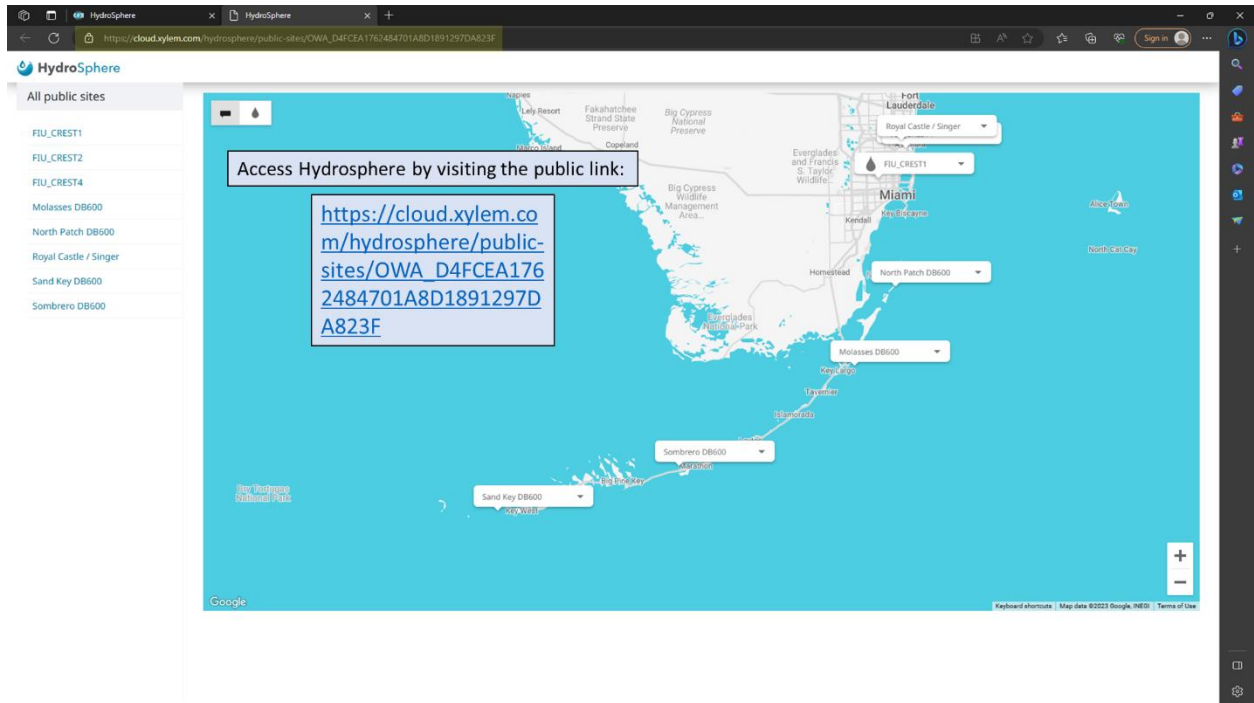 HydroSphere
HydroSphere
https://cloud.xylem.com/hydrosphere/public-sites/OWA_D4FCEA1762484701A8D1891297DA823F
Sign in
HydroSphere
All public sites
FIU_CREST1
FIU_CREST2
FIU_CREST4
Molasses DB600
North Patch DB600
Royal Castle / Singer
Sand Key DB600
Sombrero DB600
Access Hydrosphere by visiting the public link:
https://cloud.xylem.co
m/hydrosphere/public-
sites/OWA_D4FCEA176
2484701A8D1891297D
A823F
Naples
Lely Resort
Marco Island
Fakahatchee
Strand State
Preserve
Copeland
Big Cypress
National
Preserve
Fort
Lauderdale
Royal Castle / Singer
Everglades
and Francis
S. Taylor
Wildlife...
FIU_CREST1
Big Cypress
Wildlife
Management
Area...
Miami
Key Biscayne
Kendall
Alice Town
North Cat Cay
Homestead
North Patch DB600
Everglades
National Park
Molasses DB600
Key Largo
Tavernier
Islamorada
Sombrero DB600
Marathon
Big Pine Key
Dry Tortugas
National Park
Sand Key DB600
Key West
+
−
Google
Keyboard shortcuts
Map data ©2023 Google, INEGI
Terms of Use